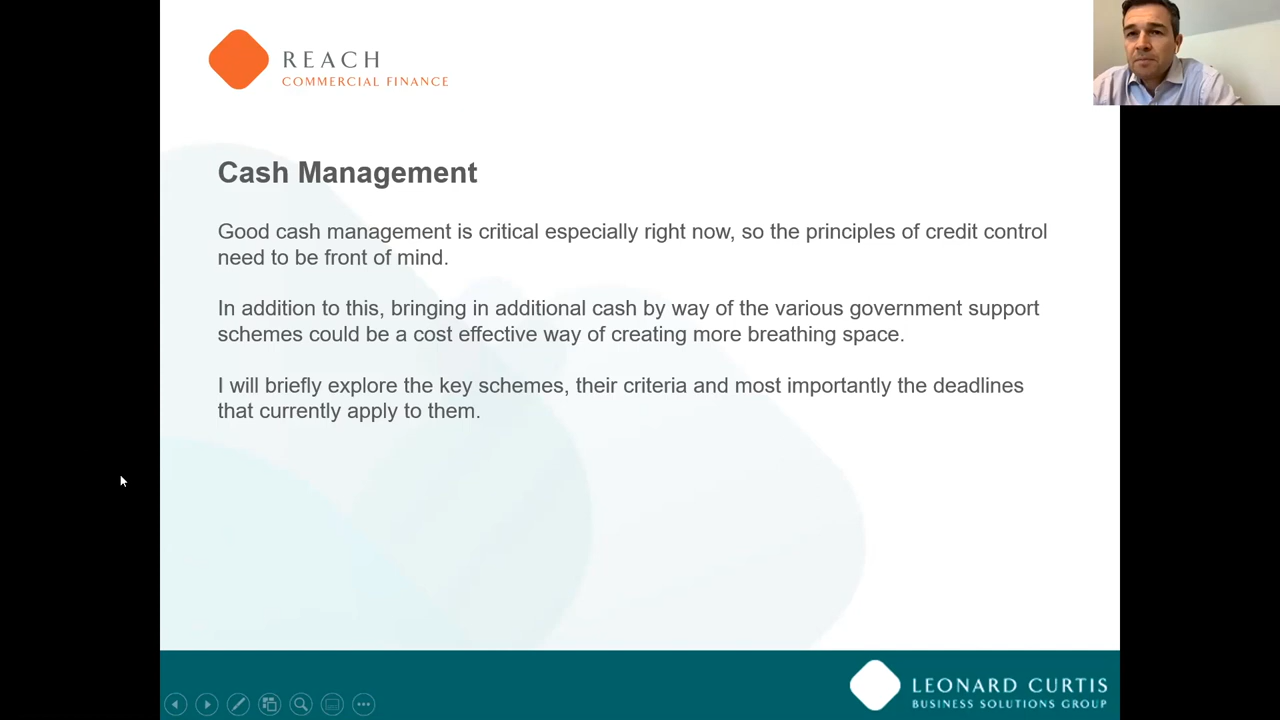 REACH
COMMERCIAL FINANCE
Cash Management
Good cash management is critical especially right now, so the principles of credit control
need to be front of mind.
In addition to this, bringing in additional cash by way of the various government support
schemes could be a cost effective way of creating more breathing space.
I will briefly explore the key schemes, their criteria and most importantly the deadlines
that currently apply to them.
LEONARD CURTIS
BUSINESS SOLUTIONS GROUP